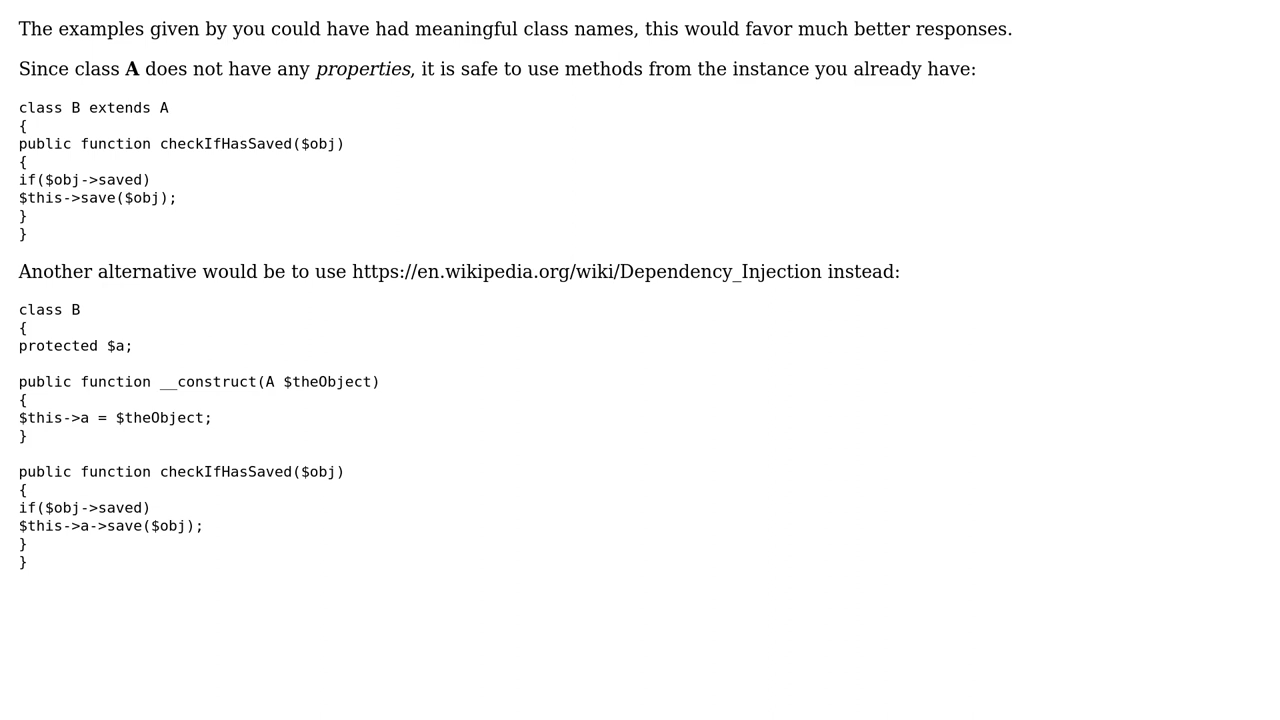 The examples given by you could have had meaningful class names, this would favor much better responses.
Since class A does not have any properties, it is safe to use methods from the instance you already have:
class B extends A
{
public function checkIfHasSaved($obj)
{
if($obj->saved)
$this->save($obj);
}
}
Another alternative would be to use https://en.wikipedia.org/wiki/Dependency_Injection instead:
class B
{
protected $a;
public function __construct(A $theObject)
{
$this->a = $theObject;
}
public function checkIfHasSaved($obj)
{
if($obj->saved)
$this->a->save($obj);
}
}